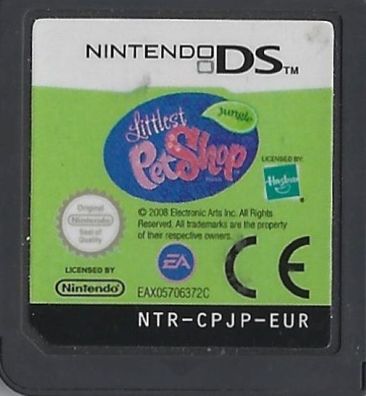 NINTENDO DS™
jungle
Littlest
PetShop
LICENSED BY:
Hasbro
Original
Nintendo
Seal of
Quality
© 2008 Electronic Arts Inc. All Rights
Reserved. All trademarks are the property
of their respective owners.
EA
CE
LICENSED BY
Nintendo
EAX05706372C
NTR-CPJP-EUR